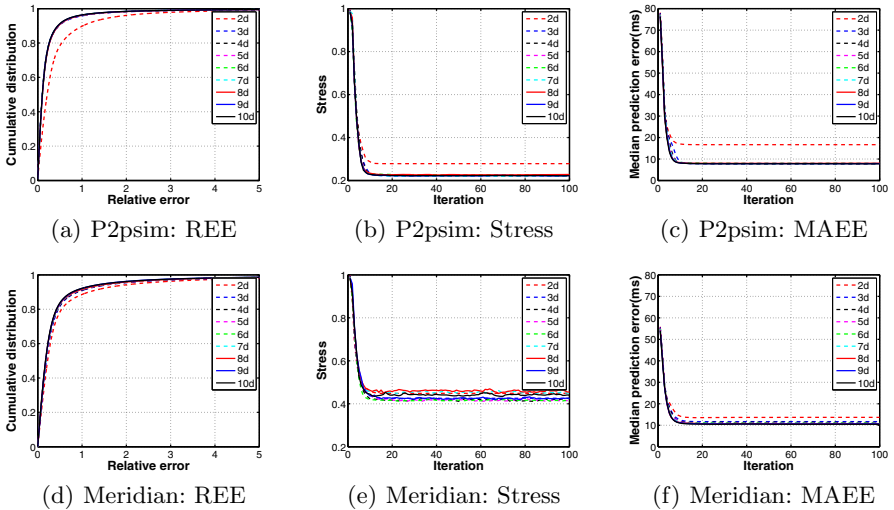 Cumulative distribution
1
0.8
0.6
0.4
0.2
0
0 1 2 3 4 5
Relative error
2d
3d
4d
5d
6d
7d
8d
9d
10d
(a) P2psim: REE
Stress
1
0.8
0.6
0.4
0.2
0 20 40 60 80 100
Iteration
2d
3d
4d
5d
6d
7d
8d
9d
10d
(b) P2psim: Stress
Median prediction error(ms)
80
70
60
50
40
30
20
10
0
0 20 40 60 80 100
Iteration
2d
3d
4d
5d
6d
7d
8d
9d
10d
(c) P2psim: MAEE
Cumulative distribution
1
0.8
0.6
0.4
0.2
0
0 1 2 3 4 5
Relative error
2d
3d
4d
5d
6d
7d
8d
9d
10d
(d) Meridian: REE
Stress
1
0.8
0.6
0.4
0.2
0 20 40 60 80 100
Iteration
2d
3d
4d
5d
6d
7d
8d
9d
10d
(e) Meridian: Stress
Median prediction error(ms)
80
70
60
50
40
30
20
10
0
0 20 40 60 80 100
Iteration
2d
3d
4d
5d
6d
7d
8d
9d
10d
(f) Meridian: MAEE